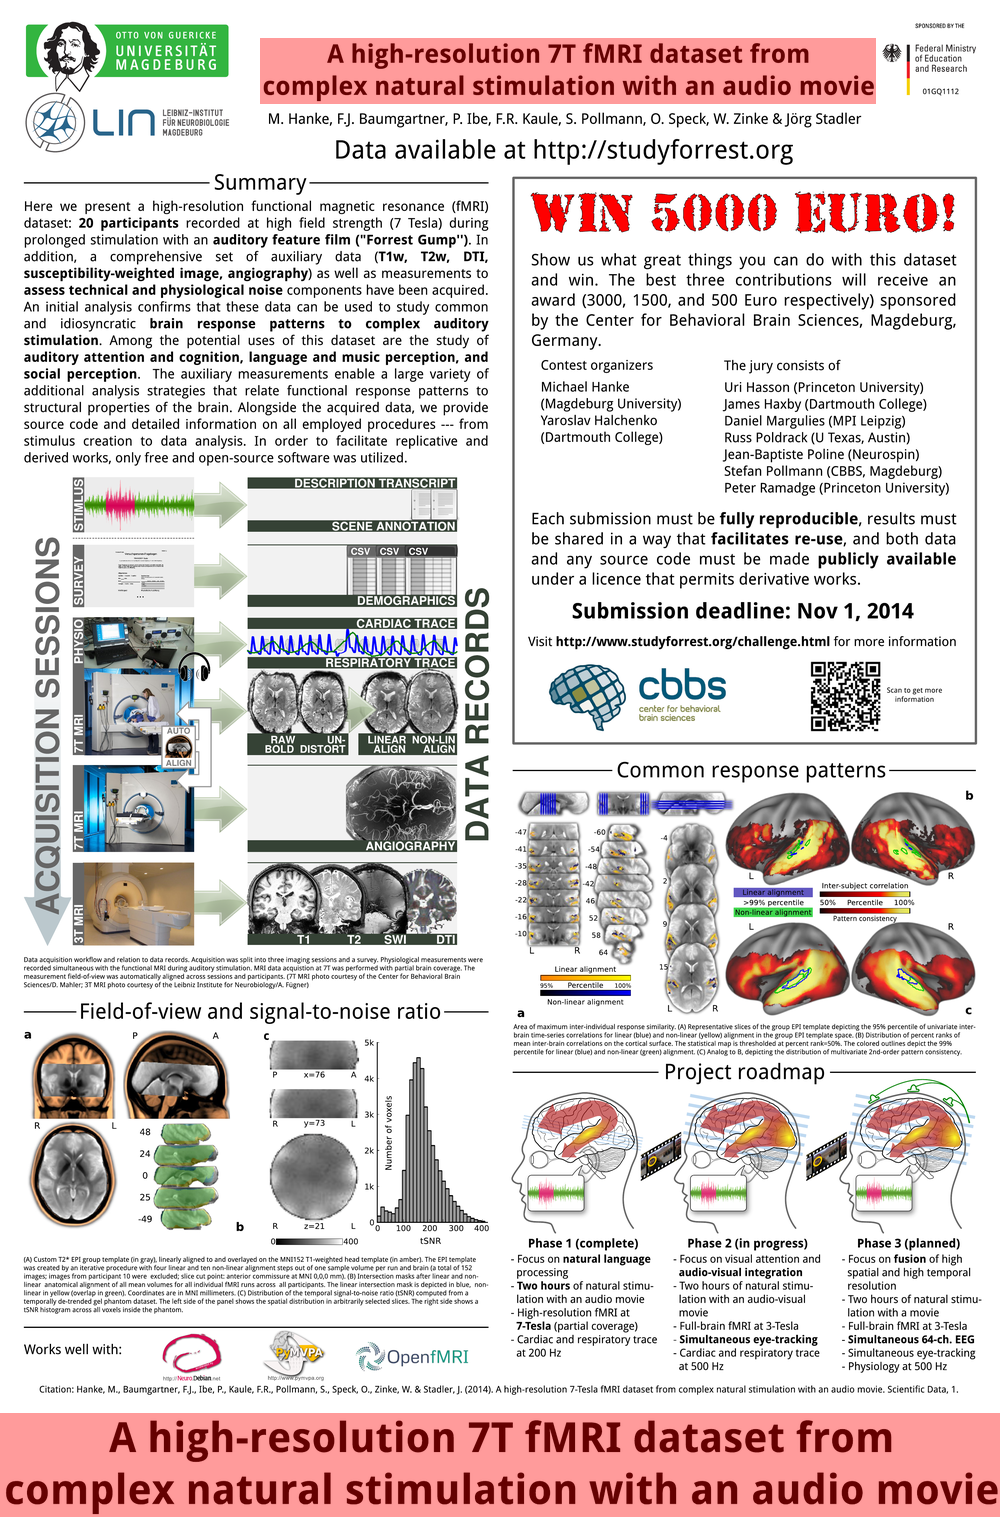 OTTO VON GUERICKE
UNIVERSITÄT
MAGDEBURG
LIN
LEIBNIZ-INSTITUT
FÜR NEUROBIOLOGIE
MAGDEBURG
A high-resolution 7T fMRI dataset from
complex natural stimulation with an audio movie
SPONSORED BY THE
Federal Ministry
of Education
and Research
01GQ1112
M. Hanke, F.J. Baumgartner, P. Ibe, F.R. Kaule, S. Pollmann, O. Speck, W. Zinke & Jörg Stadler
Data available at http://studyforrest.org
Summary
Here we present a high-resolution functional magnetic resonance (fMRI)
dataset: 20 participants recorded at high field strength (7 Tesla) during
prolonged stimulation with an auditory feature film ("Forrest Gump''). In
addition, a comprehensive set of auxiliary data (T1w, T2w, DTI,
susceptibility-weighted image, angiography) as well as measurements to
assess technical and physiological noise components have been acquired.
An initial analysis confirms that these data can be used to study common
and idiosyncratic brain response patterns to complex auditory
stimulation. Among the potential uses of this dataset are the study of
auditory attention and cognition, language and music perception, and
social perception. The auxiliary measurements enable a large variety of
additional analysis strategies that relate functional response patterns to
structural properties of the brain. Alongside the acquired data, we provide
source code and detailed information on all employed procedures --- from
stimulus creation to data analysis. In order to facilitate replicative and
derived works, only free and open-source software was utilized.
ACQUISITION SESSIONS
STIMLUS
SURVEY
PHYSIO
7T MRI
7T MRI
3T MRI
AUTO
ALIGN
DESCRIPTION TRANSCRIPT
SCENE ANNOTATION
CSV CSV CSV
DEMOGRAPHICS
CARDIAC TRACE
RESPIRATORY TRACE
RAW BOLD
UN-DISTORT
LINEAR ALIGN
NON-LIN ALIGN
ANGIOGRAPHY
T1 T2 SWI DTI
DATA RECORDS
Data acquisition workflow and relation to data records. Acquisition was split into three imaging sessions and a survey. Physiological measurements were
recorded simultaneous with the functional MRI during auditory stimulation. MRI data acquisition at 7T was performed with partial brain coverage. The
measurement field-of-view was automatically aligned across sessions and participants. (7T MRI photo courtesy of the Center for Behavioral Brain
Sciences/D. Mahler; 3T MRI photo courtesy of the Leibniz Institute for Neurobiology/A. Fügner)
Field-of-view and signal-to-noise ratio
a
P A
R L
48
24
0
25
-49
b
c
P x=76 A
R y=73 L
R z=21 L
0 400
5k
4k
3k
2k
1k
0
Number of voxels
0 100 200 300 400
tSNR
(A) Custom T2* EPI group template (in gray), linearly aligned to and overlayed on the MNI152 T1-weighted head template (in amber). The EPI template
was created by an iterative procedure with four linear and ten non-linear alignment steps out of one sample volume per run and brain (a total of 152
images; images from participant 10 were excluded; slice cut point: anterior commissure at MNI 0,0,0 mm). (B) Intersection masks after linear and non-
linear anatomical alignment of all mean volumes for all individual fMRI runs across all participants. The linear intersection mask is depicted in blue, non-
linear in yellow (overlap in green). Coordinates are in MNI millimeters. (C) Distribution of the temporal signal-to-noise ratio (tSNR) computed from a
temporally de-trended gel phantom dataset. The left side of the panel shows the spatial distribution in arbitrarily selected slices. The right side shows a
tSNR histogram across all voxels inside the phantom.
Works well with:
http://Neuro.Debian.net
PyMVPA
http://www.pymvpa.org
OpenfMRI
WIN 5000 EURO!
Show us what great things you can do with this dataset
and win. The best three contributions will receive an
award (3000, 1500, and 500 Euro respectively) sponsored
by the Center for Behavioral Brain Sciences, Magdeburg,
Germany.
Contest organizers
Michael Hanke
(Magdeburg University)
Yaroslav Halchenko
(Dartmouth College)
The jury consists of
Uri Hasson (Princeton University)
James Haxby (Dartmouth College)
Daniel Margulies (MPI Leipzig)
Russ Poldrack (U Texas, Austin)
Jean-Baptiste Poline (Neurospin)
Stefan Pollmann (CBBS, Magdeburg)
Peter Ramadge (Princeton University)
Each submission must be fully reproducible, results must
be shared in a way that facilitates re-use, and both data
and any source code must be made publicly available
under a licence that permits derivative works.
Submission deadline: Nov 1, 2014
Visit http://www.studyforrest.org/challenge.html for more information
cbbs
center for behavioral
brain sciences
Scan to get more
information
Common response patterns
-47
-41
-35
-28
-22
-16
-10
L R
-60
-54
-48
-42
46
52
58
64
-4
2
9
15
L R
Linear alignment
95% Percentile 100%
Non-linear alignment
a
b
L R
Linear alignment
>99% percentile
Non-linear alignment
Inter-subject correlation
50% Percentile 100%
Pattern consistency
L R
c
Area of maximum inter-individual response similarity. (A) Representative slices of the group EPI template depicting the 95% percentile of univariate inter-
brain time-series correlations for linear (blue) and non-linear (yellow) alignment in the group EPI template space. (B) Distribution of percent ranks of
mean inter-brain correlations on the cortical surface. The statistical map is thresholded at percent rank=50%. The colored outlines depict the 99%
percentile for linear (blue) and non-linear (green) alignment. (C) Analog to B, depicting the distribution of multivariate 2nd-order pattern consistency.
Project roadmap
Phase 1 (complete)
- Focus on natural language
processing
- Two hours of natural stimu-
lation with an audio movie
- High-resolution fMRI at
7-Tesla (partial coverage)
- Cardiac and respiratory trace
at 200 Hz
Phase 2 (in progress)
- Focus on visual attention and
audio-visual integration
- Two hours of natural stimu-
lation with an audio-visual
movie
- Full-brain fMRI at 3-Tesla
- Simultaneous eye-tracking
- Cardiac and respiratory trace
at 500 Hz
Phase 3 (planned)
- Focus on fusion of high
spatial and high temporal
resolution
- Two hours of natural stimu-
lation with a movie
- Full-brain fMRI at 3-Tesla
- Simultaneous 64-ch. EEG
- Simultaneous eye-tracking
- Physiology at 500 Hz
Citation: Hanke, M., Baumgartner, F.J., Ibe, P., Kaule, F.R., Pollmann, S., Speck, O., Zinke, W. & Stadler, J. (2014). A high-resolution 7-Tesla fMRI dataset from complex natural stimulation with an audio movie. Scientific Data, 1.
A high-resolution 7T fMRI dataset from
complex natural stimulation with an audio movie